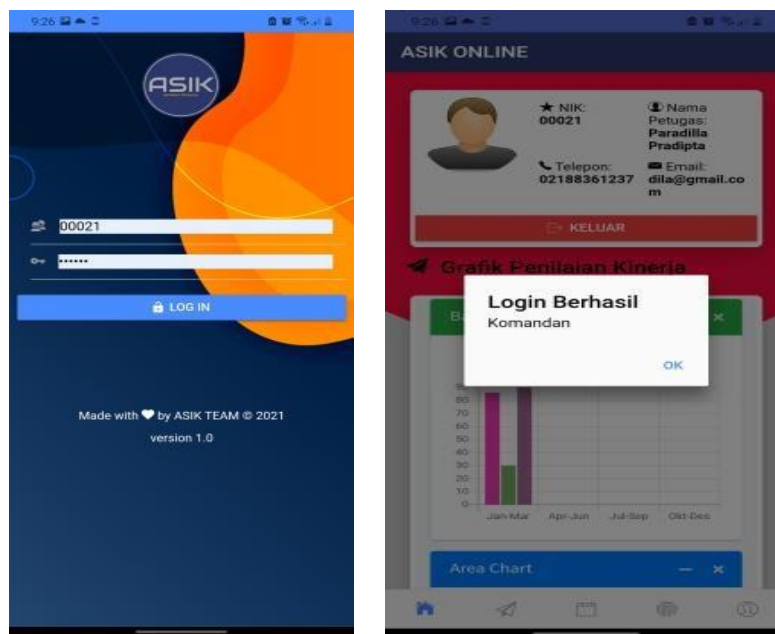 9:26
ASIK
00021
••••••
LOG IN
Made with ❤ by ASIK TEAM © 2021
version 1.0
9:26
ASIK ONLINE
NIK:
00021
Nama
Petugas:
Paradilla
Pradipta
Telepon:
02188361237
Email:
dila@gmail.co
m
KELUAR
Grafik Penilaian Kinerja
Login Berhasil
Komandan
OK
90
80
70
60
50
40
30
20
10
0
Jan-Mar Apr-Jun Jul-Sep Okt-Des
Area Chart